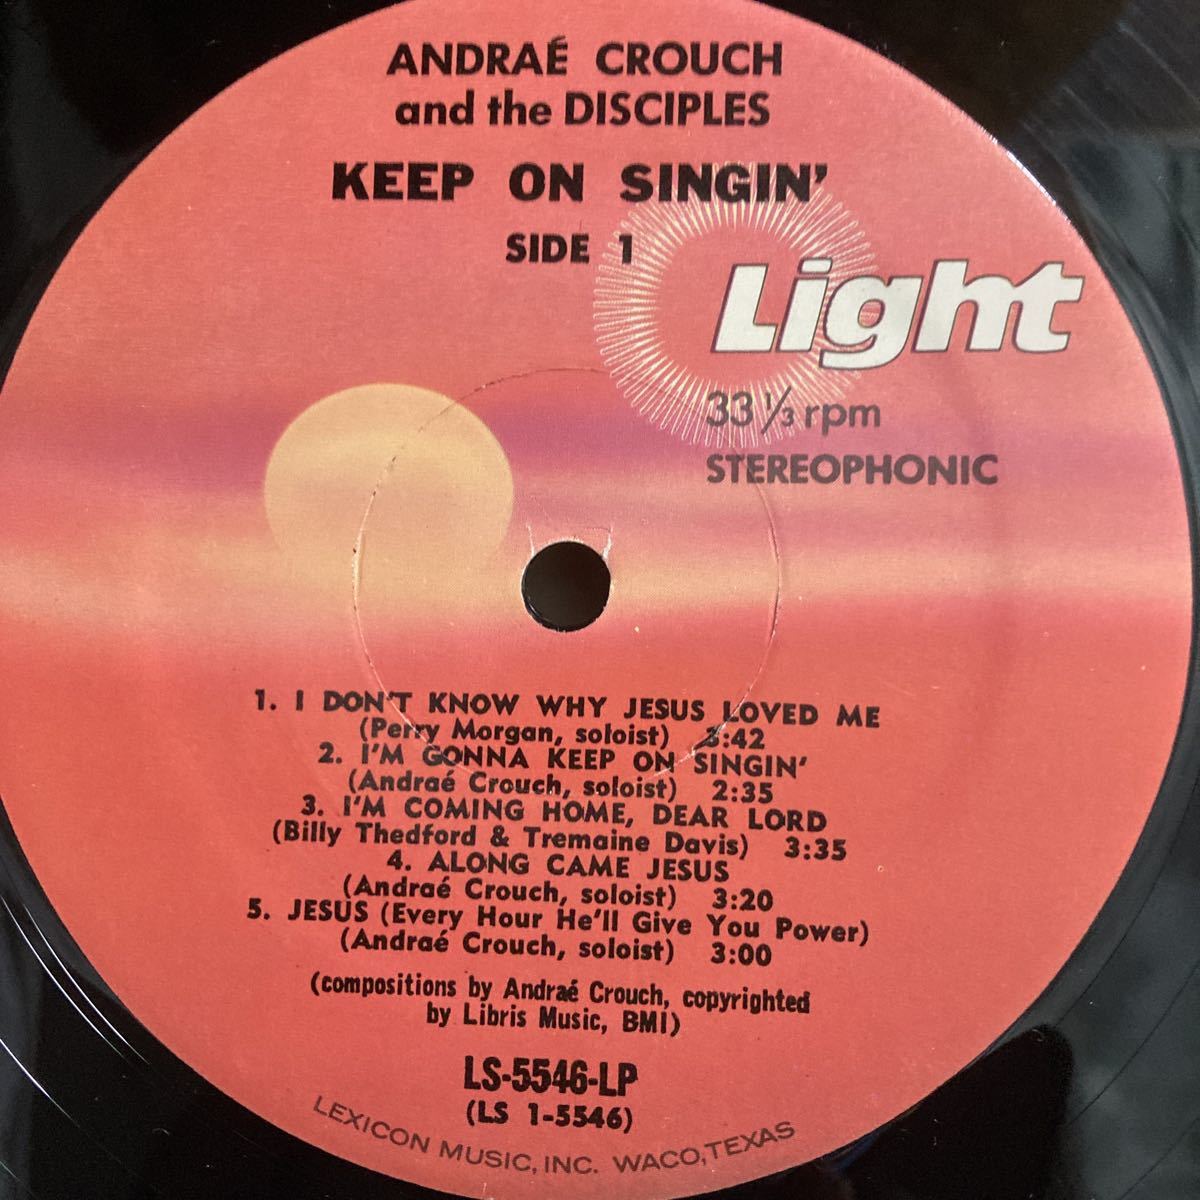 ANDRAÉ CROUCH
and the DISCIPLES
KEEP ON SINGIN'
SIDE 1
Light
33 1/3 rpm
STEREOPHONIC
1. I DON'T KNOW WHY JESUS LOVED ME
(Perry Morgan, soloist) 3:42
2. I'M GONNA KEEP ON SINGIN'
(Andraé Crouch, soloist) 2:35
3. I'M COMING HOME, DEAR LORD
(Billy Thedford & Tremaine Davis) 3:35
4. ALONG CAME JESUS
(Andraé Crouch, soloist) 3:20
5. JESUS (Every Hour He'll Give You Power)
(Andraé Crouch, soloist) 3:00
(compositions by Andraé Crouch, copyrighted
by Libris Music, BMI)
LS-5546-LP
(LS 1-5546)
LEXICON MUSIC, INC. WACO, TEXAS